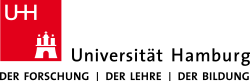 UHH
Universität Hamburg
DER FORSCHUNG | DER LEHRE | DER BILDUNG